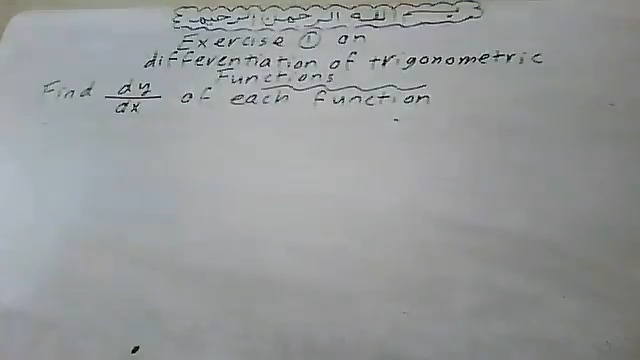 بسم الله الرحمن الرحيم
Exercise ① on
differentiation of trigonometric
Functions
Find dy/dx of each function